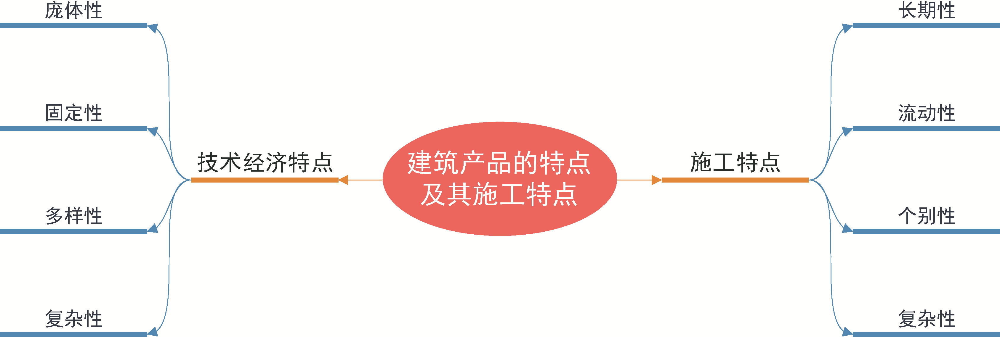 庞体性
固定性
多样性
复杂性
技术经济特点
建筑产品的特点
及其施工特点
施工特点
长期性
流动性
个别性
复杂性